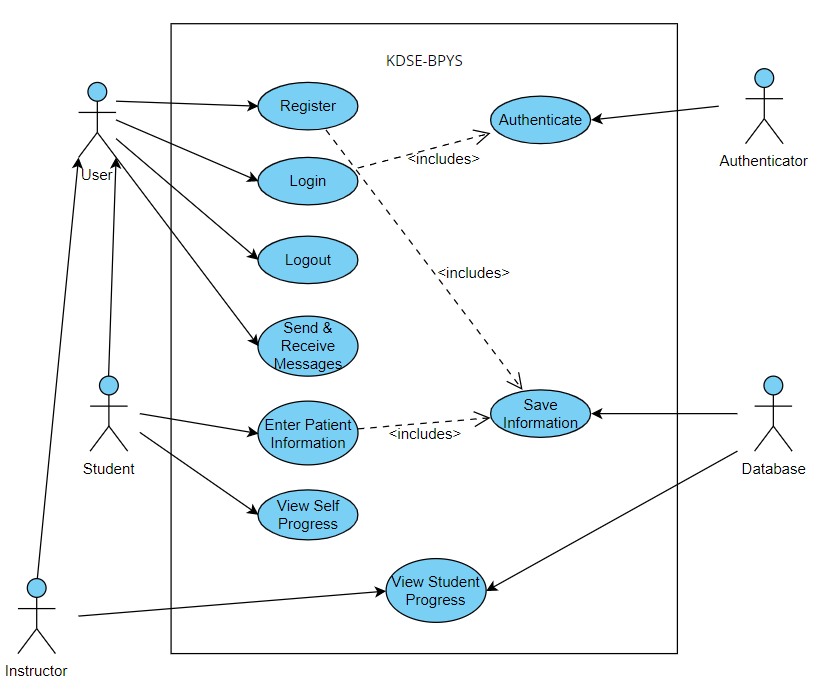 KDSE-BPYS
Register
Authenticate
<includes>
Authenticator
User
Login
Logout
<includes>
Send &
Receive
Messages
Save
Information
Enter Patient
Information
<includes>
Student
Database
View Self
Progress
View Student
Progress
Instructor